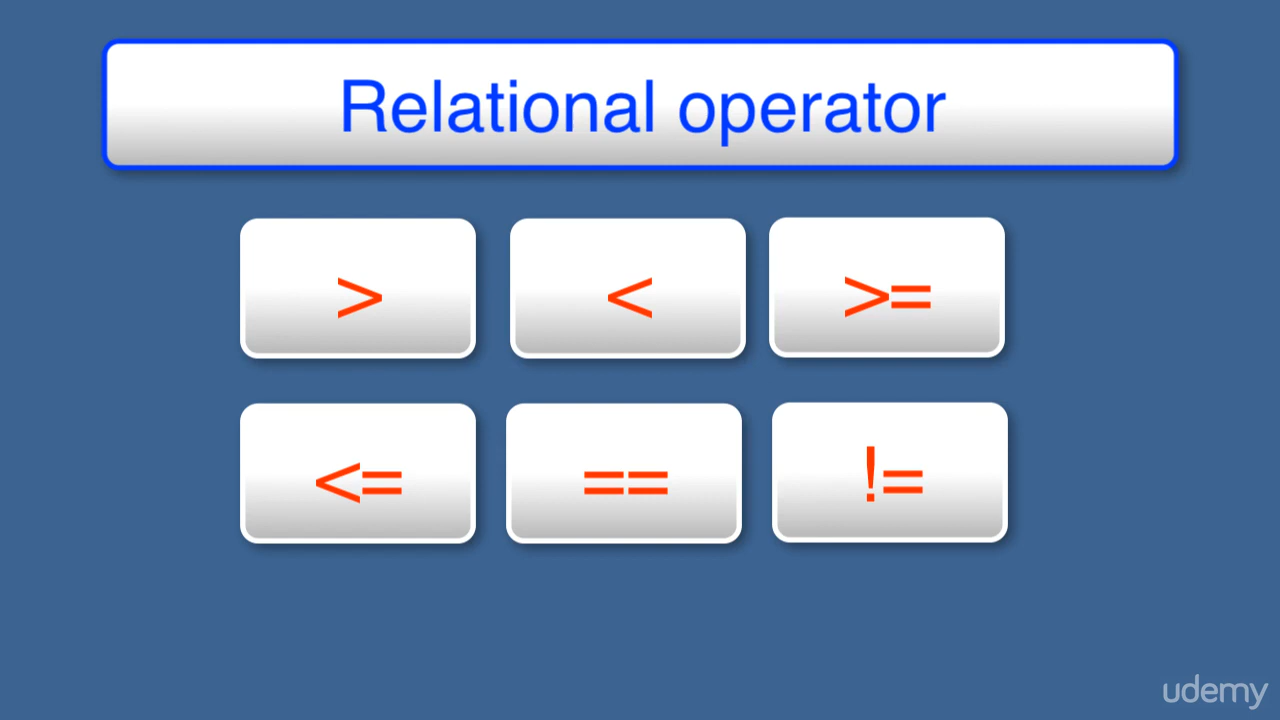 Relational operator
> < >=
<= == !=
udemy